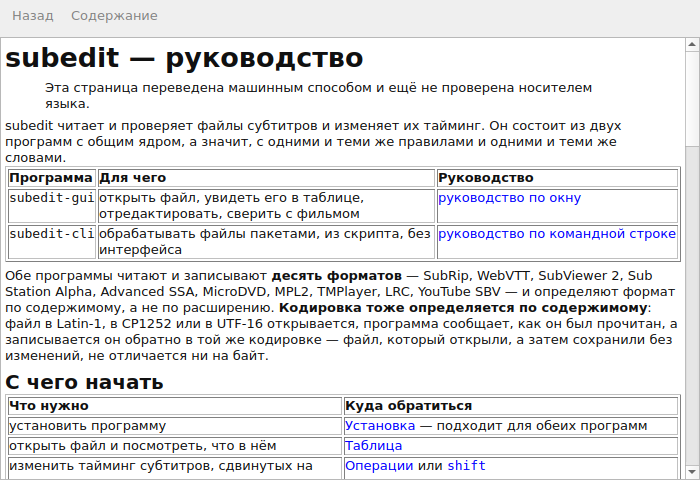 Назад Содержание
subedit — руководство
Эта страница переведена машинным способом и ещё не проверена носителем
языка.
subedit читает и проверяет файлы субтитров и изменяет их тайминг. Он состоит из двух
программ с общим ядром, а значит, с одними и теми же правилами и одними и теми же
словами.
Программа Для чего Руководство
subedit-gui открыть файл, увидеть его в таблице, руководство по окну
отредактировать, сверить с фильмом
subedit-cli обрабатывать файлы пакетами, из скрипта, без руководство по командной строке
интерфейса
Обе программы читают и записывают десять форматов — SubRip, WebVTT, SubViewer 2, Sub
Station Alpha, Advanced SSA, MicroDVD, MPL2, TMPlayer, LRC, YouTube SBV — и определяют формат
по содержимому, а не по расширению. Кодировка тоже определяется по содержимому:
файл в Latin-1, в CP1252 или в UTF-16 открывается, программа сообщает, как он был прочитан, а
записывается он обратно в той же кодировке — файл, который открыли, а затем сохранили без
изменений, не отличается ни на байт.
С чего начать
Что нужно Куда обратиться
установить программу Установка — подходит для обеих программ
открыть файл и посмотреть, что в нём Таблица
изменить тайминг субтитров, сдвинутых на Операции или shift